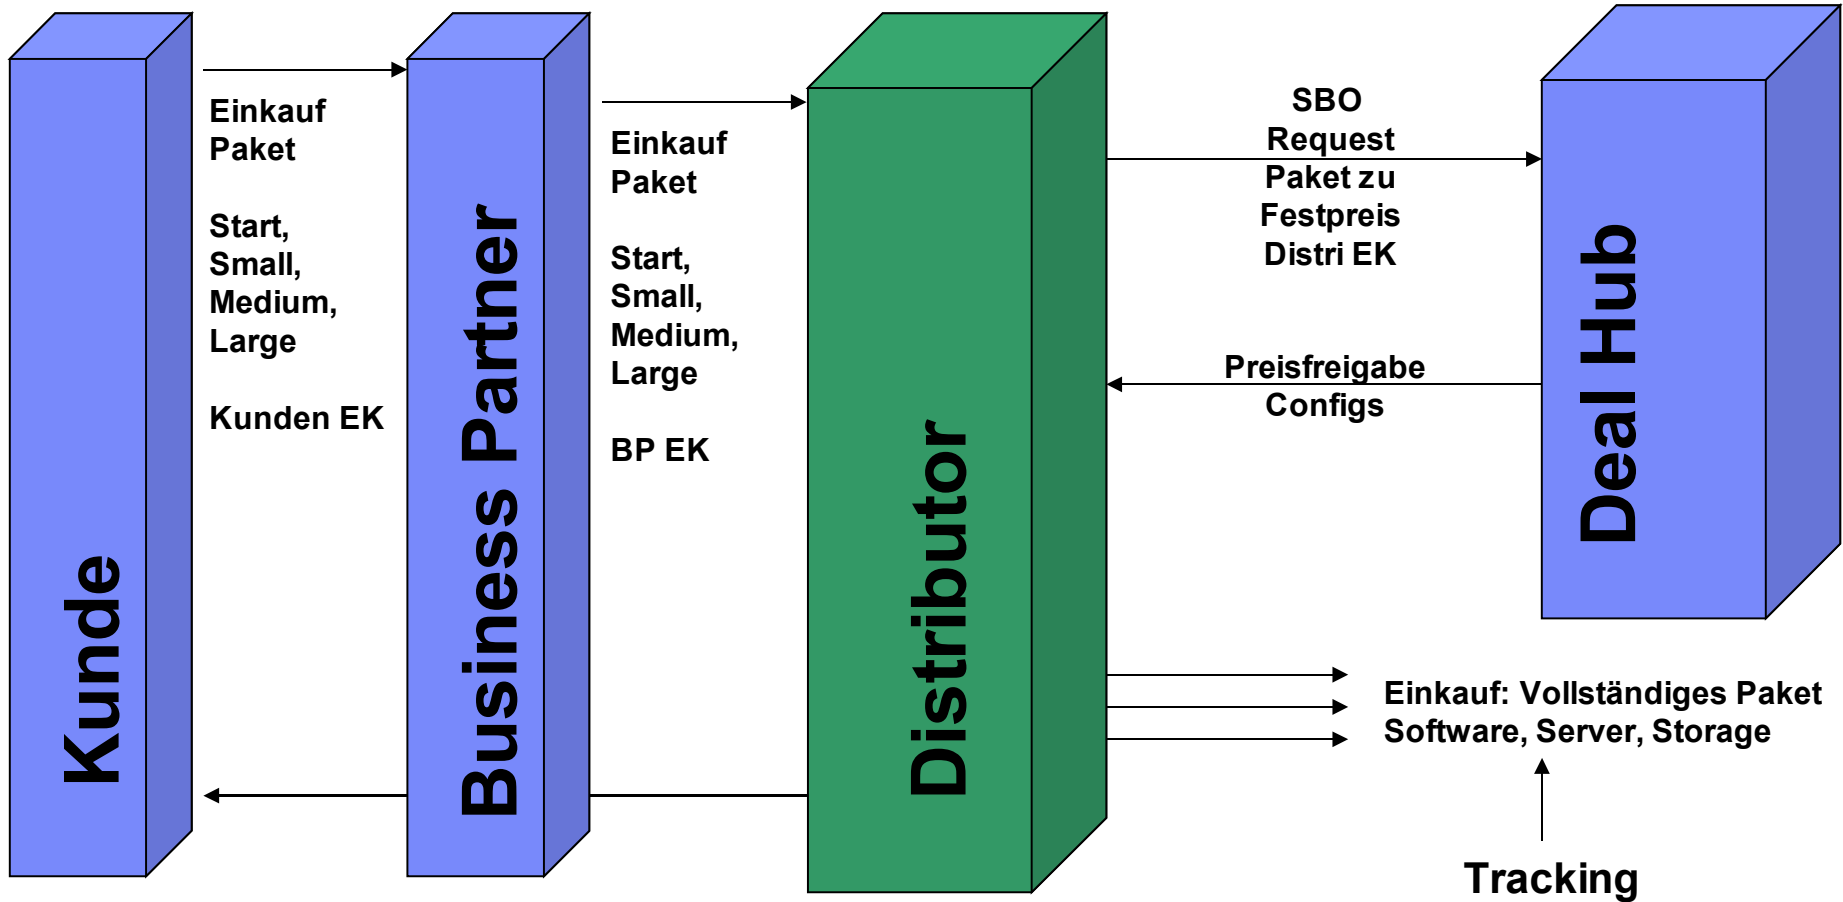 Kunde
Einkauf
Paket
Start,
Small,
Medium,
Large
Kunden EK
Business Partner
Einkauf
Paket
Start,
Small,
Medium,
Large
BP EK
Distributor
SBO
Request
Paket zu
Festpreis
Distri EK
Preisfreigabe
Configs
Deal Hub
Einkauf: Vollständiges Paket
Software, Server, Storage
Tracking